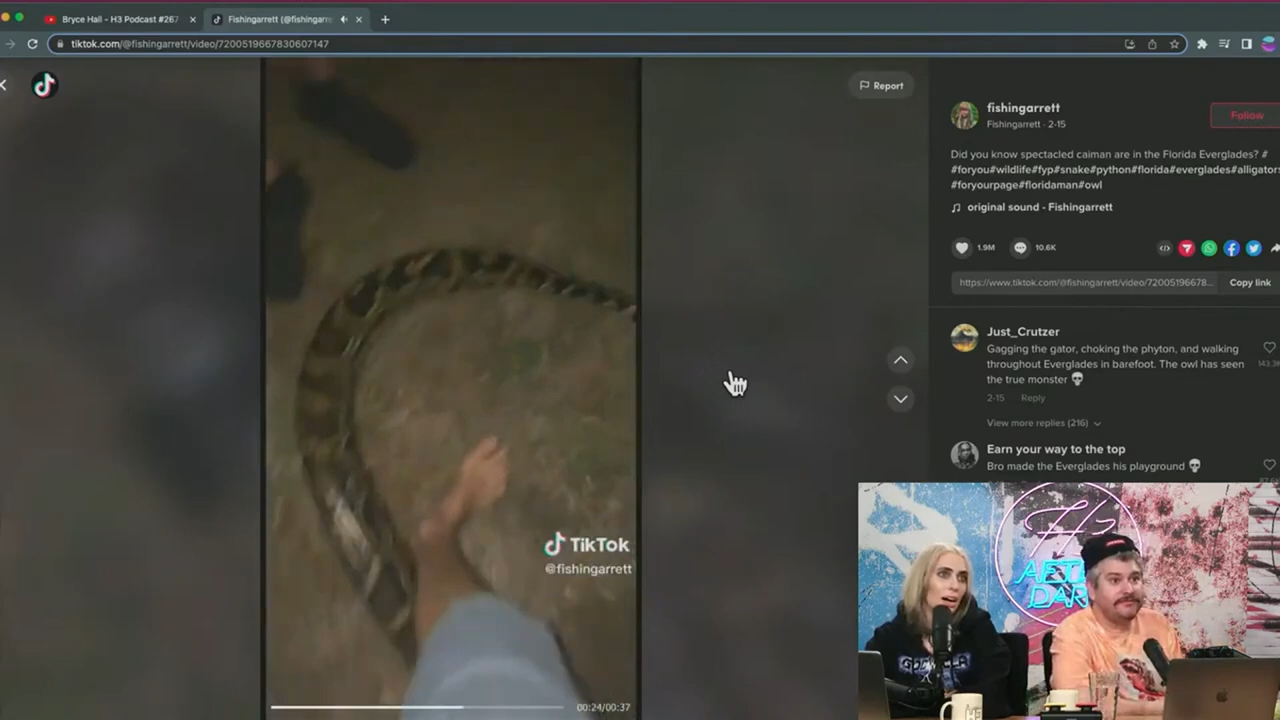 Bryce Hall - H3 Podcast #267
Fishingarrett (@fishingarre
tiktok.com/@fishingarrett/video/7200519667830607147
Report
fishingarrett
Fishingarrett · 2-15
Follow
Did you know spectacled caiman are in the Florida Everglades? #
#foryou#wildlife#fyp#snake#python#florida#everglades#alligators
#foryourpage#floridaman#owl
original sound - Fishingarrett
1.9M
10.6K
https://www.tiktok.com/@fishingarrett/video/72005196678...
Copy link
Just_Crutzer
Gagging the gator, choking the phyton, and walking
throughout Everglades in barefoot. The owl has seen
the true monster 💀
2-15 Reply
View more replies (216)
Earn your way to the top
Bro made the Everglades his playground 💀
TikTok
@fishingarrett
00:24/00:37
H3
AFTE
DAR